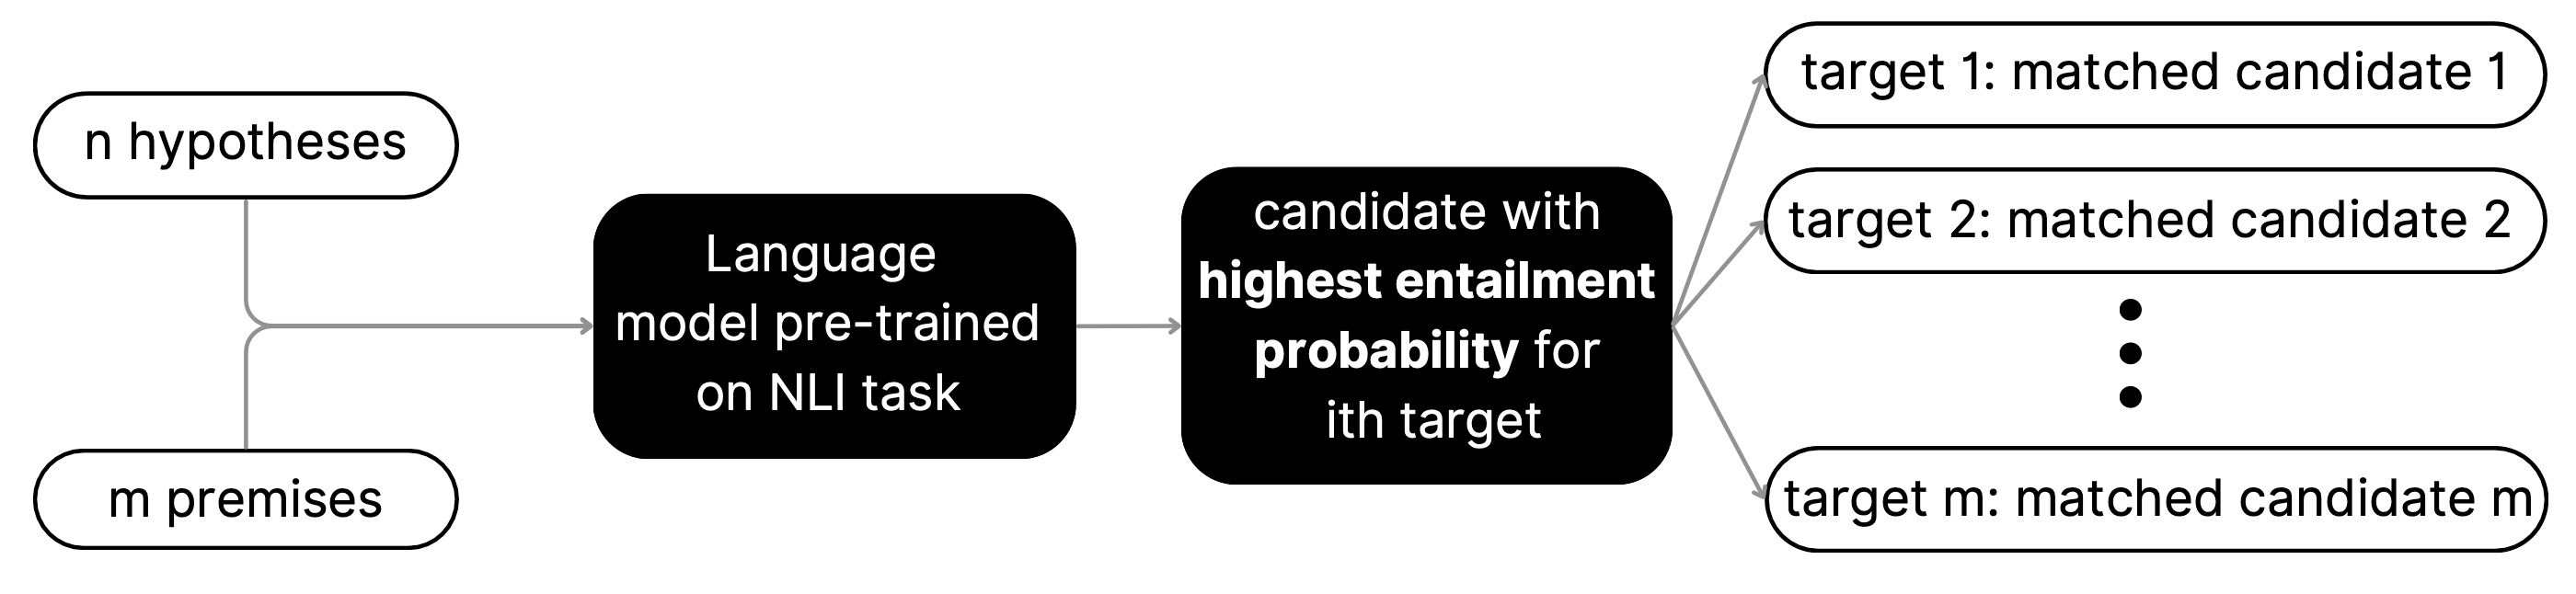 n hypotheses
m premises
Language
model pre-trained
on NLI task
candidate with
highest entailment
probability for
ith target
target 1: matched candidate 1
target 2: matched candidate 2
target m: matched candidate m